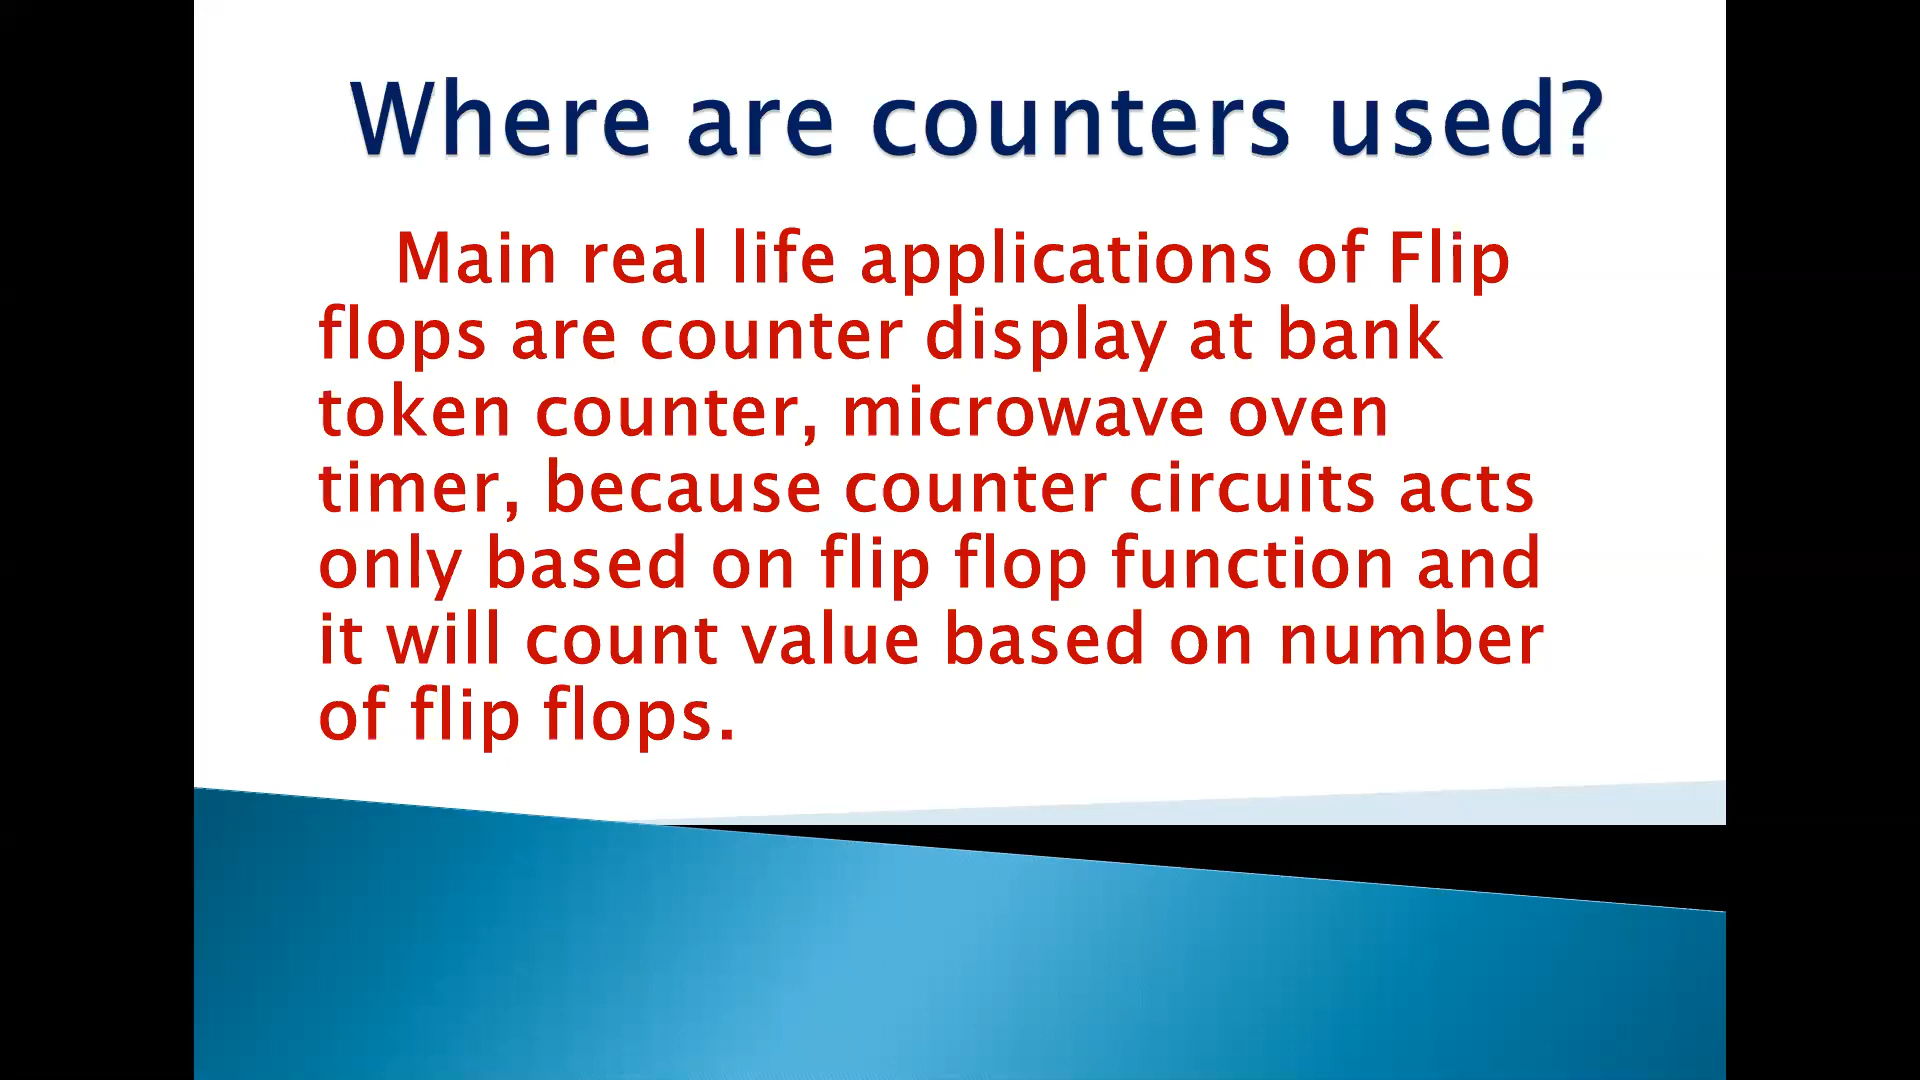 Where are counters used?
Main real life applications of Flip
flops are counter display at bank
token counter, microwave oven
timer, because counter circuits acts
only based on flip flop function and
it will count value based on number
of flip flops.